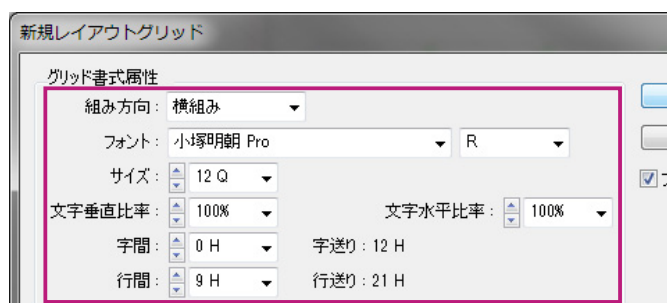 新規レイアウトグリッド
グリッド書式属性
組み方向： 横組み
フォント： 小塚明朝 Pro R
サイズ： 12 Q
文字垂直比率： 100% 文字水平比率： 100%
字間： 0 H 字送り：12 H
行間： 9 H 行送り：21 H